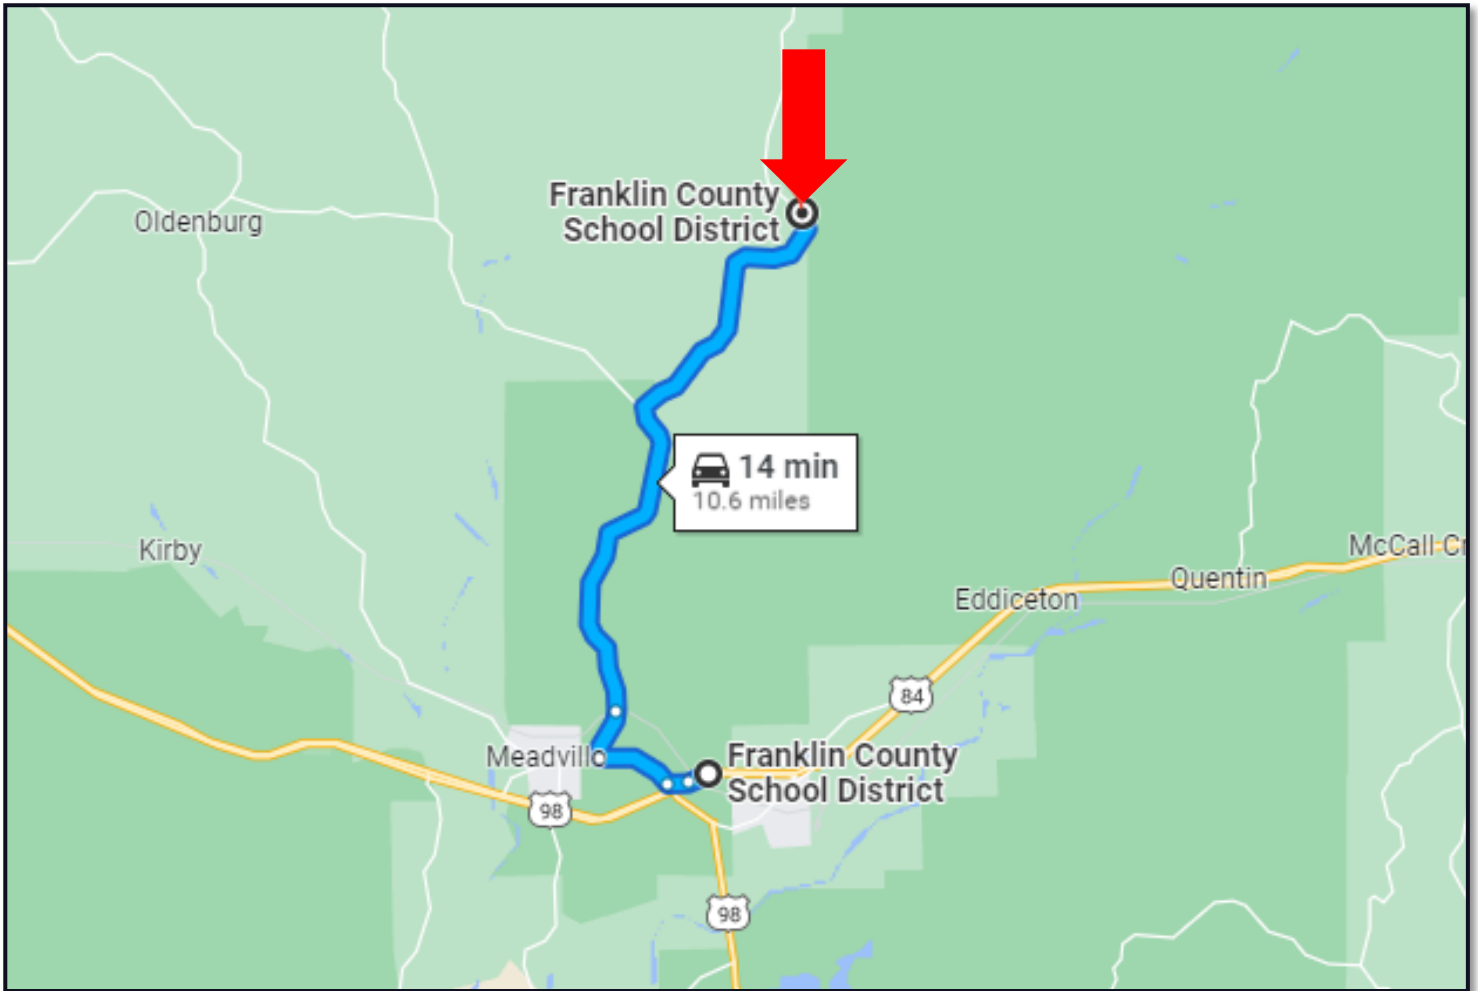 Franklin County
School District
Oldenburg
14 min
10.6 miles
Kirby
McCall Cr
Quentin
Eddiceton
84
Meadville
Franklin County
School District
98
98